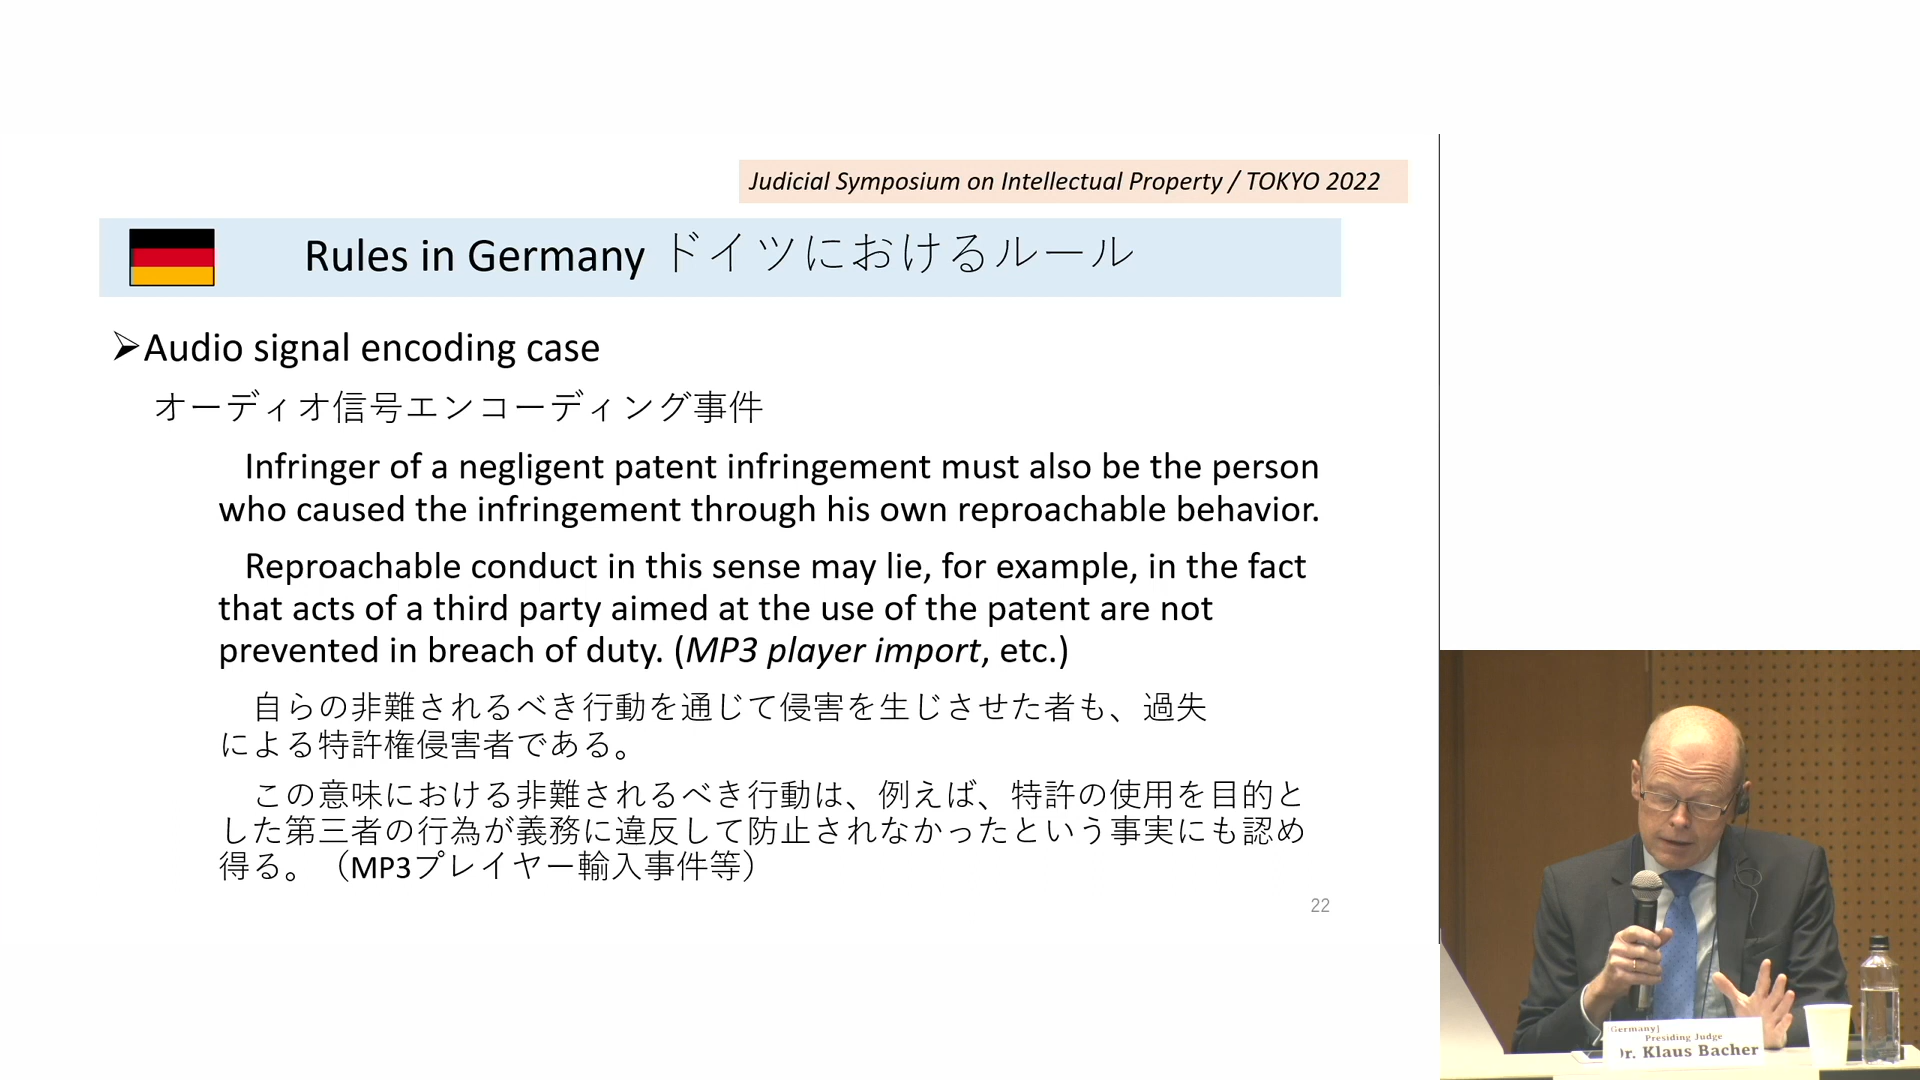 Judicial Symposium on Intellectual Property / TOKYO 2022
Rules in Germany ドイツにおけるルール
➢Audio signal encoding case
オーディオ信号エンコーディング事件
Infringer of a negligent patent infringement must also be the person
who caused the infringement through his own reproachable behavior.
Reproachable conduct in this sense may lie, for example, in the fact
that acts of a third party aimed at the use of the patent are not
prevented in breach of duty. (MP3 player import, etc.)
自らの非難されるべき行動を通じて侵害を生じさせた者も、過失
による特許権侵害者である。
この意味における非難されるべき行動は、例えば、特許の使用を目的と
した第三者の行為が義務に違反して防止されなかったという事実にも認め
得る。（MP3プレイヤー輸入事件等）
22
Germany]
Presiding Judge
Dr. Klaus Bacher